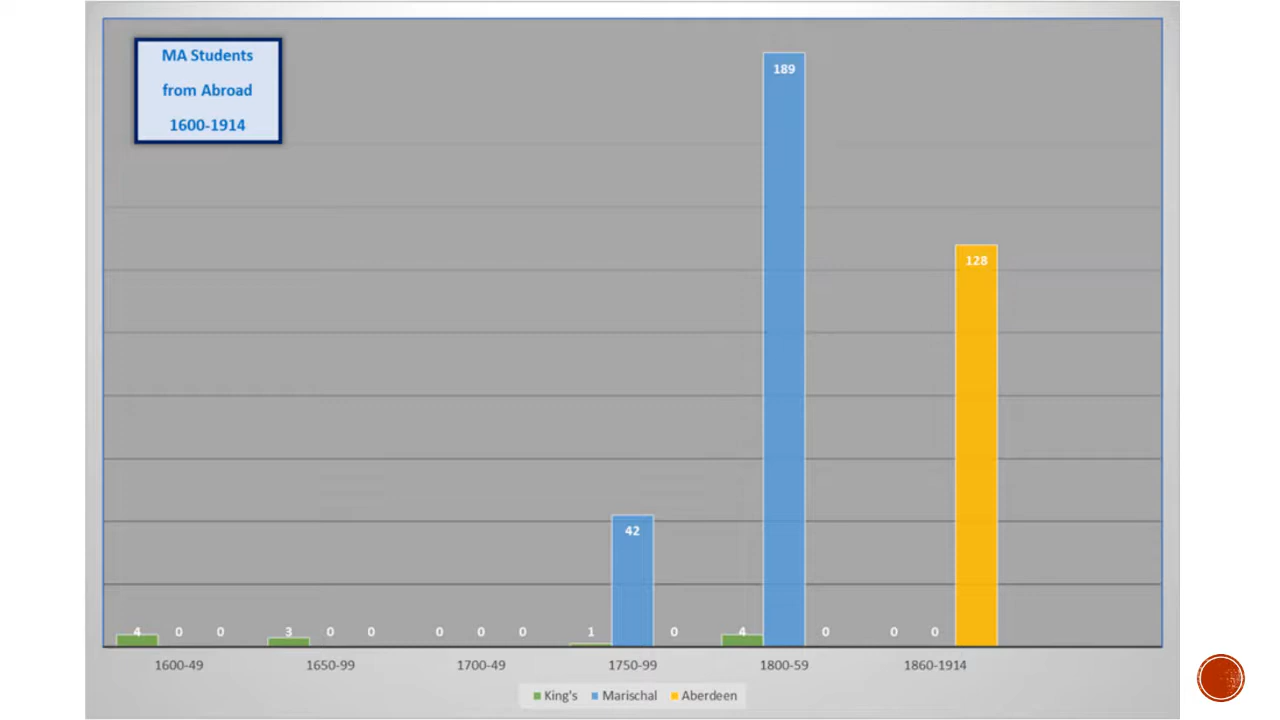 MA Students
from Abroad
1600-1914
189
128
42
4 0 0 3 0 0 0 0 0 1 0 4 0 0 0
1600-49 1650-99 1700-49 1750-99 1800-59 1860-1914
King's Marischal Aberdeen